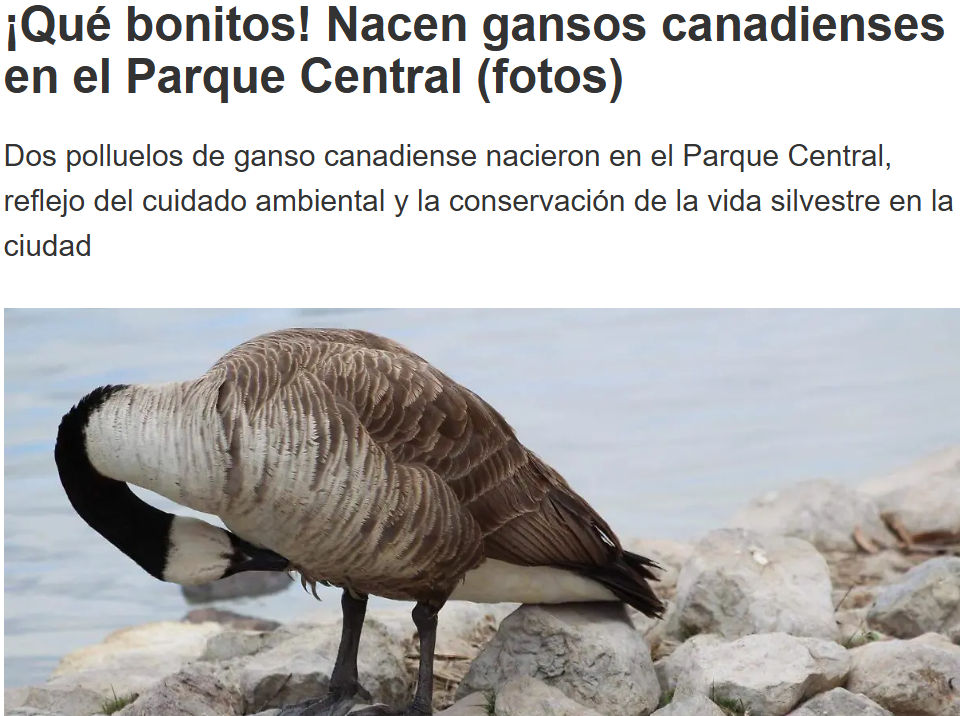 ¡Qué bonitos! Nacen gansos canadienses
en el Parque Central (fotos)
Dos polluelos de ganso canadiense nacieron en el Parque Central,
reflejo del cuidado ambiental y la conservación de la vida silvestre en la
ciudad